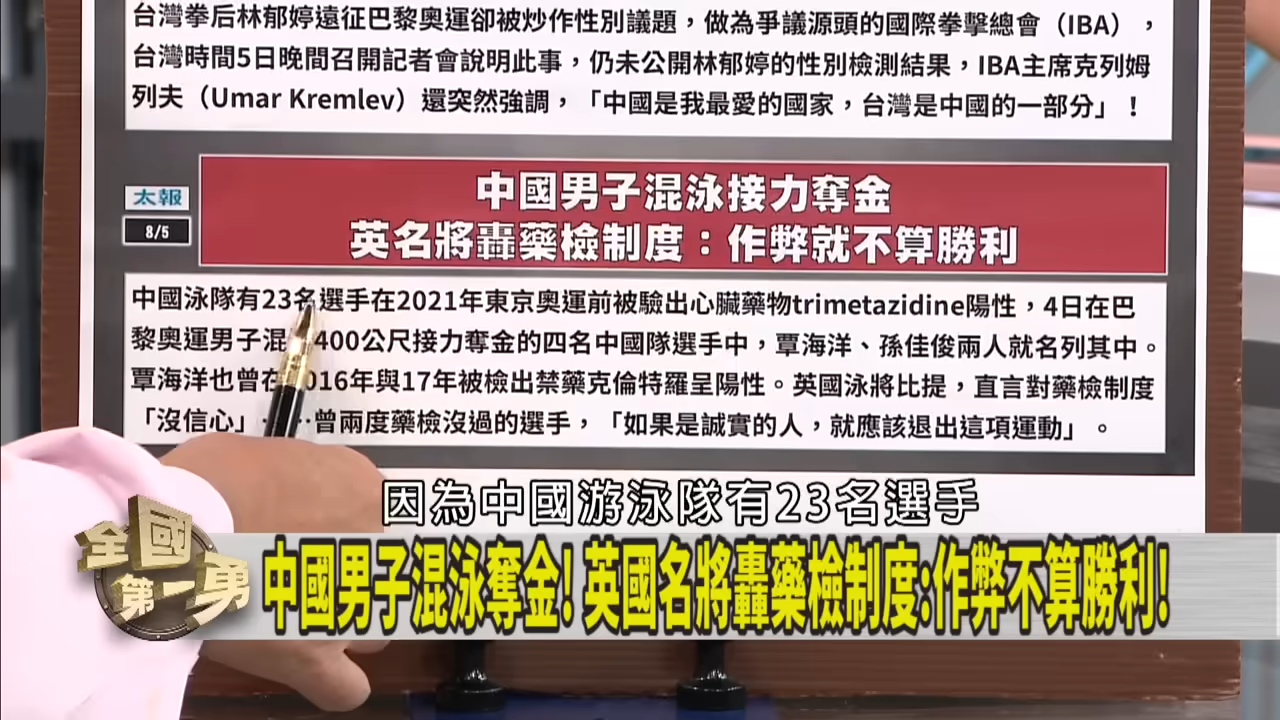 台灣拳后林郁婷遠征巴黎奧運卻被炒作性別議題，做為爭議源頭的國際拳擊總會（IBA），
台灣時間5日晚間召開記者會說明此事，仍未公開林郁婷的性別檢測結果，IBA主席克列姆
列夫（Umar Kremlev）還突然強調，「中國是我最愛的國家，台灣是中國的一部分」！
太報
8/5
中國男子混泳接力奪金
英名將轟藥檢制度：作弊就不算勝利
中國泳隊有23名選手在2021年東京奧運前被驗出心臟藥物trimetazidine陽性，4日在巴
黎奧運男子混 400公尺接力奪金的四名中國隊選手中，覃海洋、孫佳俊兩人就名列其中。
覃海洋也曾在2016年與17年被檢出禁藥克倫特羅呈陽性。英國泳將比提，直言對藥檢制度
「沒信心」……曾兩度藥檢沒過的選手，「如果是誠實的人，就應該退出這項運動」。
因為中國游泳隊有23名選手
全國第一勇
中國男子混泳奪金! 英國名將轟藥檢制度:作弊不算勝利!